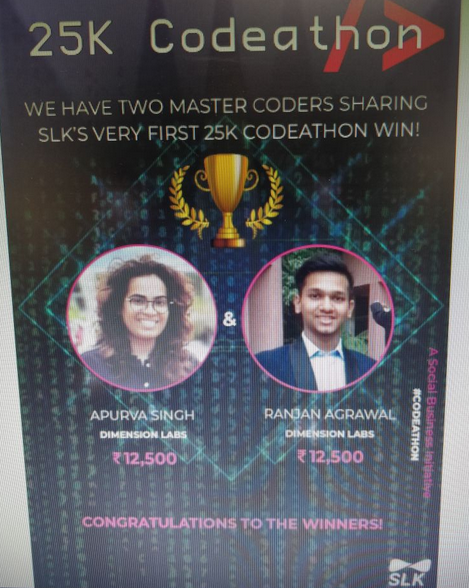 25K Codeathon
WE HAVE TWO MASTER CODERS SHARING
SLK'S VERY FIRST 25K CODEATHON WIN!
&
APURVA SINGH
DIMENSION LABS
₹12,500
RANJAN AGRAWAL
DIMENSION LABS
₹12,500
A Social Business Initiative
#CODEATHON
CONGRATULATIONS TO THE WINNERS!
SLK